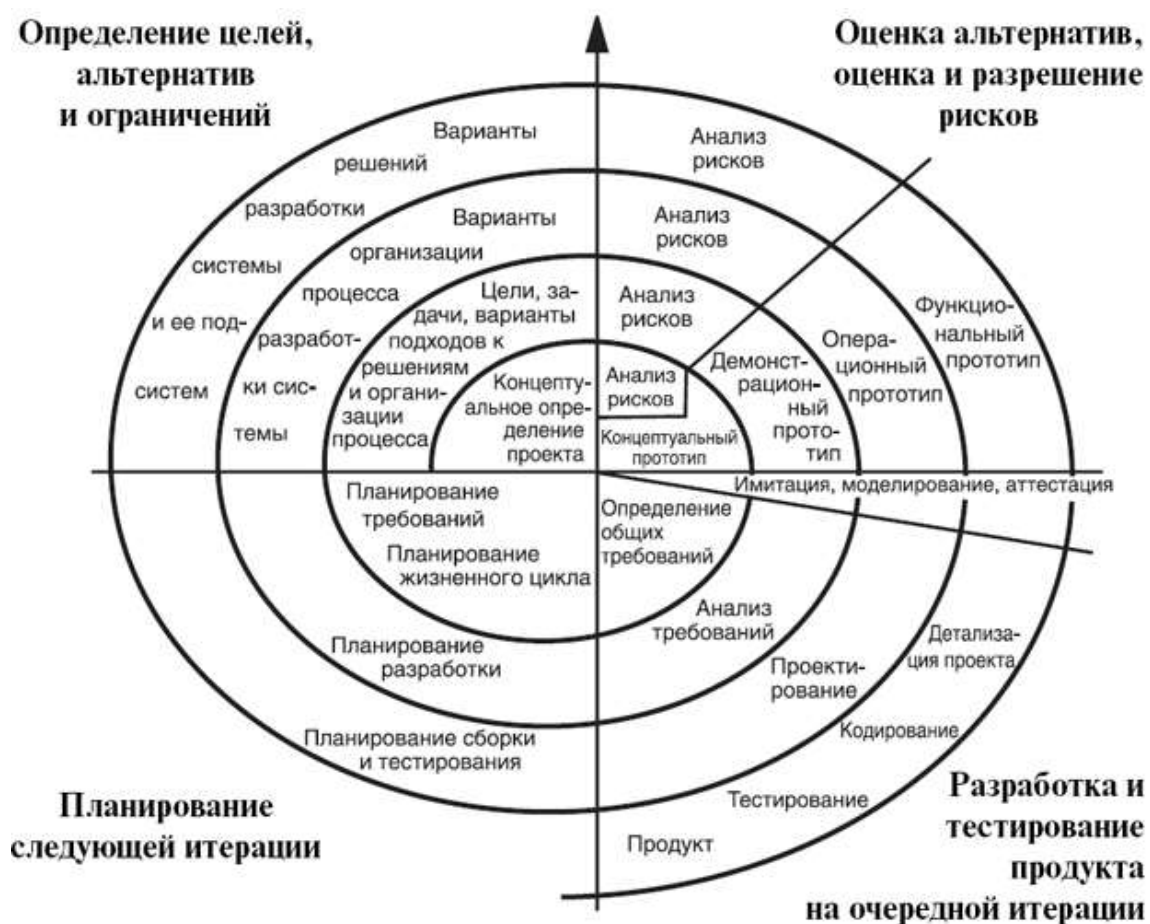 Определение целей,
альтернатив
и ограничений
Оценка альтернатив,
оценка и разрешение
рисков
Варианты
решений
разработки
системы
и ее под-
систем
Варианты
организации
процесса
разработ-
ки сис-
темы
Цели, за-
дачи, варианты
подходов к
решениям
и органи-
зации
процесса
Концепту-
альное опре-
деление
проекта
Анализ
рисков
Анализ
рисков
Анализ
рисков
Анализ
рисков
Концептуальный
прототип
Демонст-
рацион-
ный
прото-
тип
Опера-
ционный
прототип
Функцио-
нальный
прототип
Имитация, моделирование, аттестация
Планирование
требований
Планирование
жизненного цикла
Планирование
разработки
Планирование сборки
и тестирования
Определение
общих
требований
Анализ
требований
Проекти-
рование
Детализа-
ция проекта
Кодирование
Тестирование
Продукт
Планирование
следующей итерации
Разработка и
тестирование
продукта
на очередной итерации